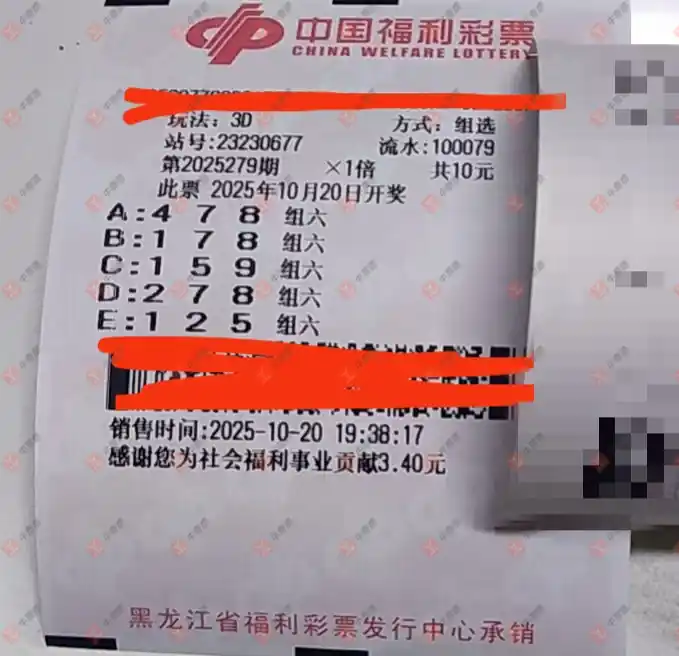 中国福利彩票
CHINA WELFARE LOTTERY
玩法：3D 方式：组选
站号:23230677 流水:100079
第2025279期 ×1倍 共10元
此票 2025年10月20日开奖
A:4 7 8 组六
B:1 7 8 组六
C:1 5 9 组六
D:2 7 8 组六
E:1 2 5 组六
销售时间:2025-10-20 19:38:17
感谢您为社会福利事业贡献3.40元
黑龙江省福利彩票发行中心承销